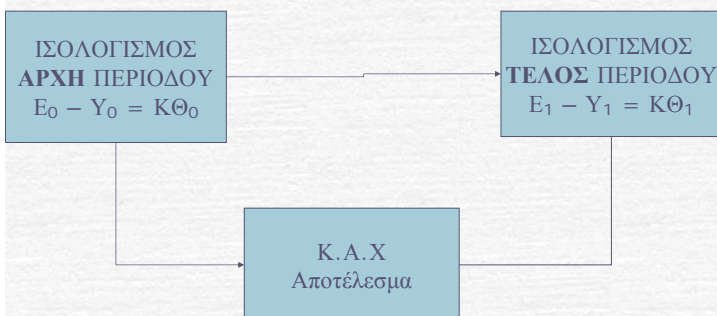 ΙΣΟΛΟΓΙΣΜΟΣ
ΑΡΧΗ ΠΕΡΙΟΔΟΥ
Ε₀ – Υ₀ = ΚΘ₀
ΙΣΟΛΟΓΙΣΜΟΣ
ΤΕΛΟΣ ΠΕΡΙΟΔΟΥ
Ε₁ – Υ₁ = ΚΘ₁
Κ.Α.Χ
Αποτέλεσμα